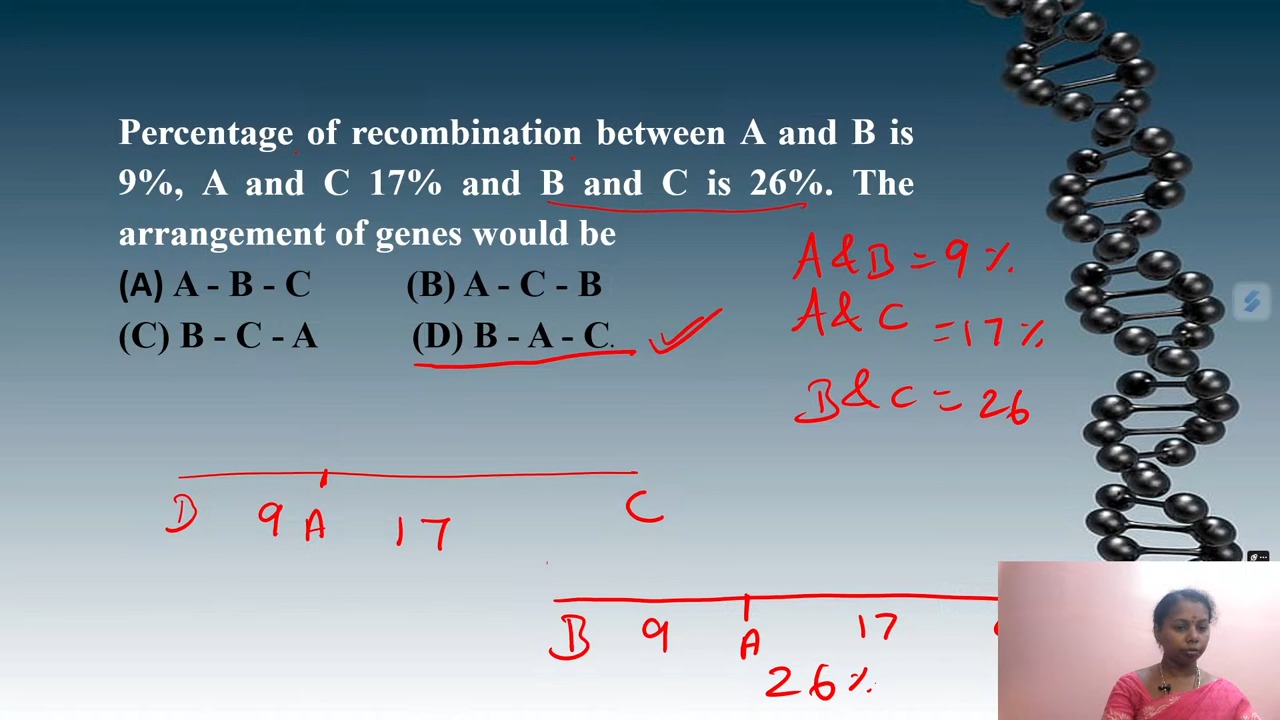 Percentage of recombination between A and B is
9%, A and C 17% and B and C is 26%. The
arrangement of genes would be
(A) A - B - C (B) A - C - B
(C) B - C - A (D) B - A - C.
A & B = 9 %
A & C = 17 %
B & C = 26
B 9 A 17 C
B 9 A 17
26 %